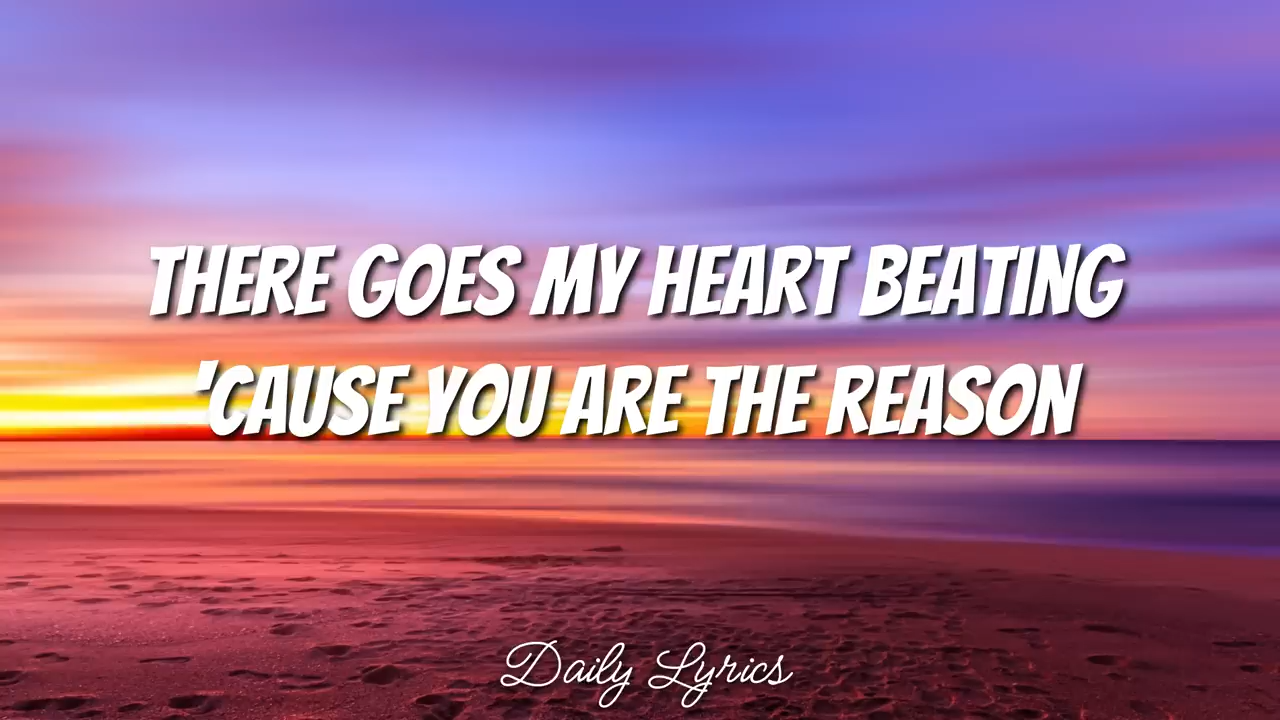 THERE GOES MY HEART BEATING
'CAUSE YOU ARE THE REASON
Daily Lyrics